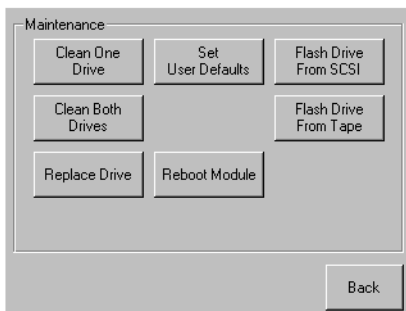 Maintenance
Clean One
Drive
Set
User Defaults
Flash Drive
From SCSI
Clean Both
Drives
Flash Drive
From Tape
Replace Drive
Reboot Module
Back